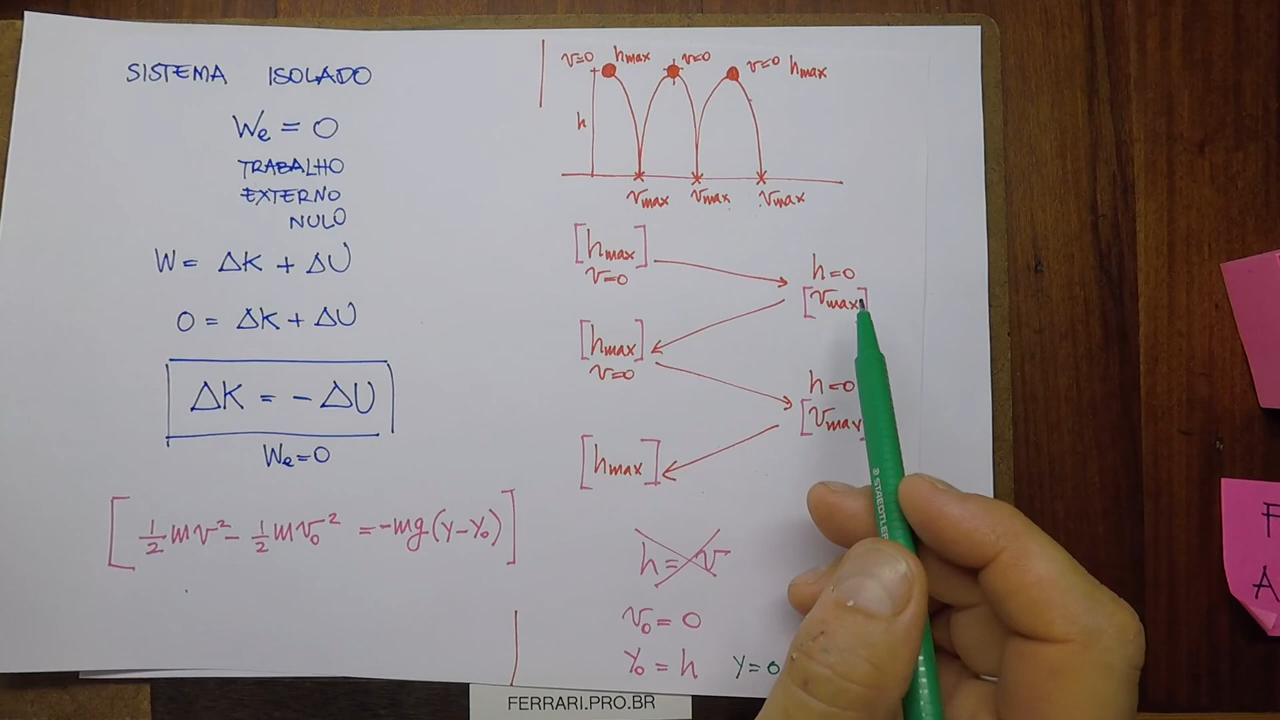 SISTEMA ISOLADO
We = 0
TRABALHO
EXTERNO
NULO
W = ΔK + ΔU
0 = ΔK + ΔU
ΔK = - ΔU
We=0
[½mv² - ½mv₀² = -mg(y-y₀)]
v=0 hmax v=0 v=0 hmax
h
vmax vmax vmax
[hmax]
v=0
h=0
[vmax]
[hmax]
v=0
h=0
[vmax
[hmax]
h = v
v₀ = 0
y₀ = h y=0
FERRARI.PRO.BR
STAEDTLER
F
A